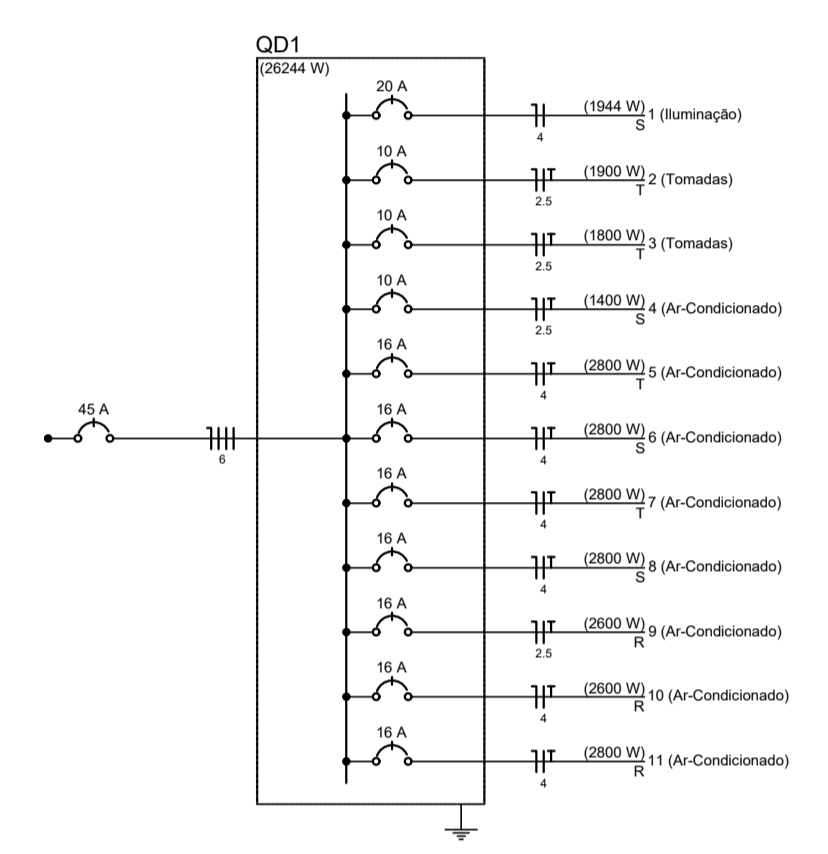 QD1
(26244 W)
20 A
(1944 W)
1 (Iluminação)
S
4
10 A
(1900 W)
2 (Tomadas)
T
2.5
10 A
(1800 W)
3 (Tomadas)
T
2.5
10 A
(1400 W)
4 (Ar-Condicionado)
S
2.5
16 A
(2800 W)
5 (Ar-Condicionado)
T
4
45 A
6
16 A
(2800 W)
6 (Ar-Condicionado)
S
4
16 A
(2800 W)
7 (Ar-Condicionado)
T
4
16 A
(2800 W)
8 (Ar-Condicionado)
S
4
16 A
(2600 W)
9 (Ar-Condicionado)
R
2.5
16 A
(2600 W)
10 (Ar-Condicionado)
R
4
16 A
(2800 W)
11 (Ar-Condicionado)
R
4